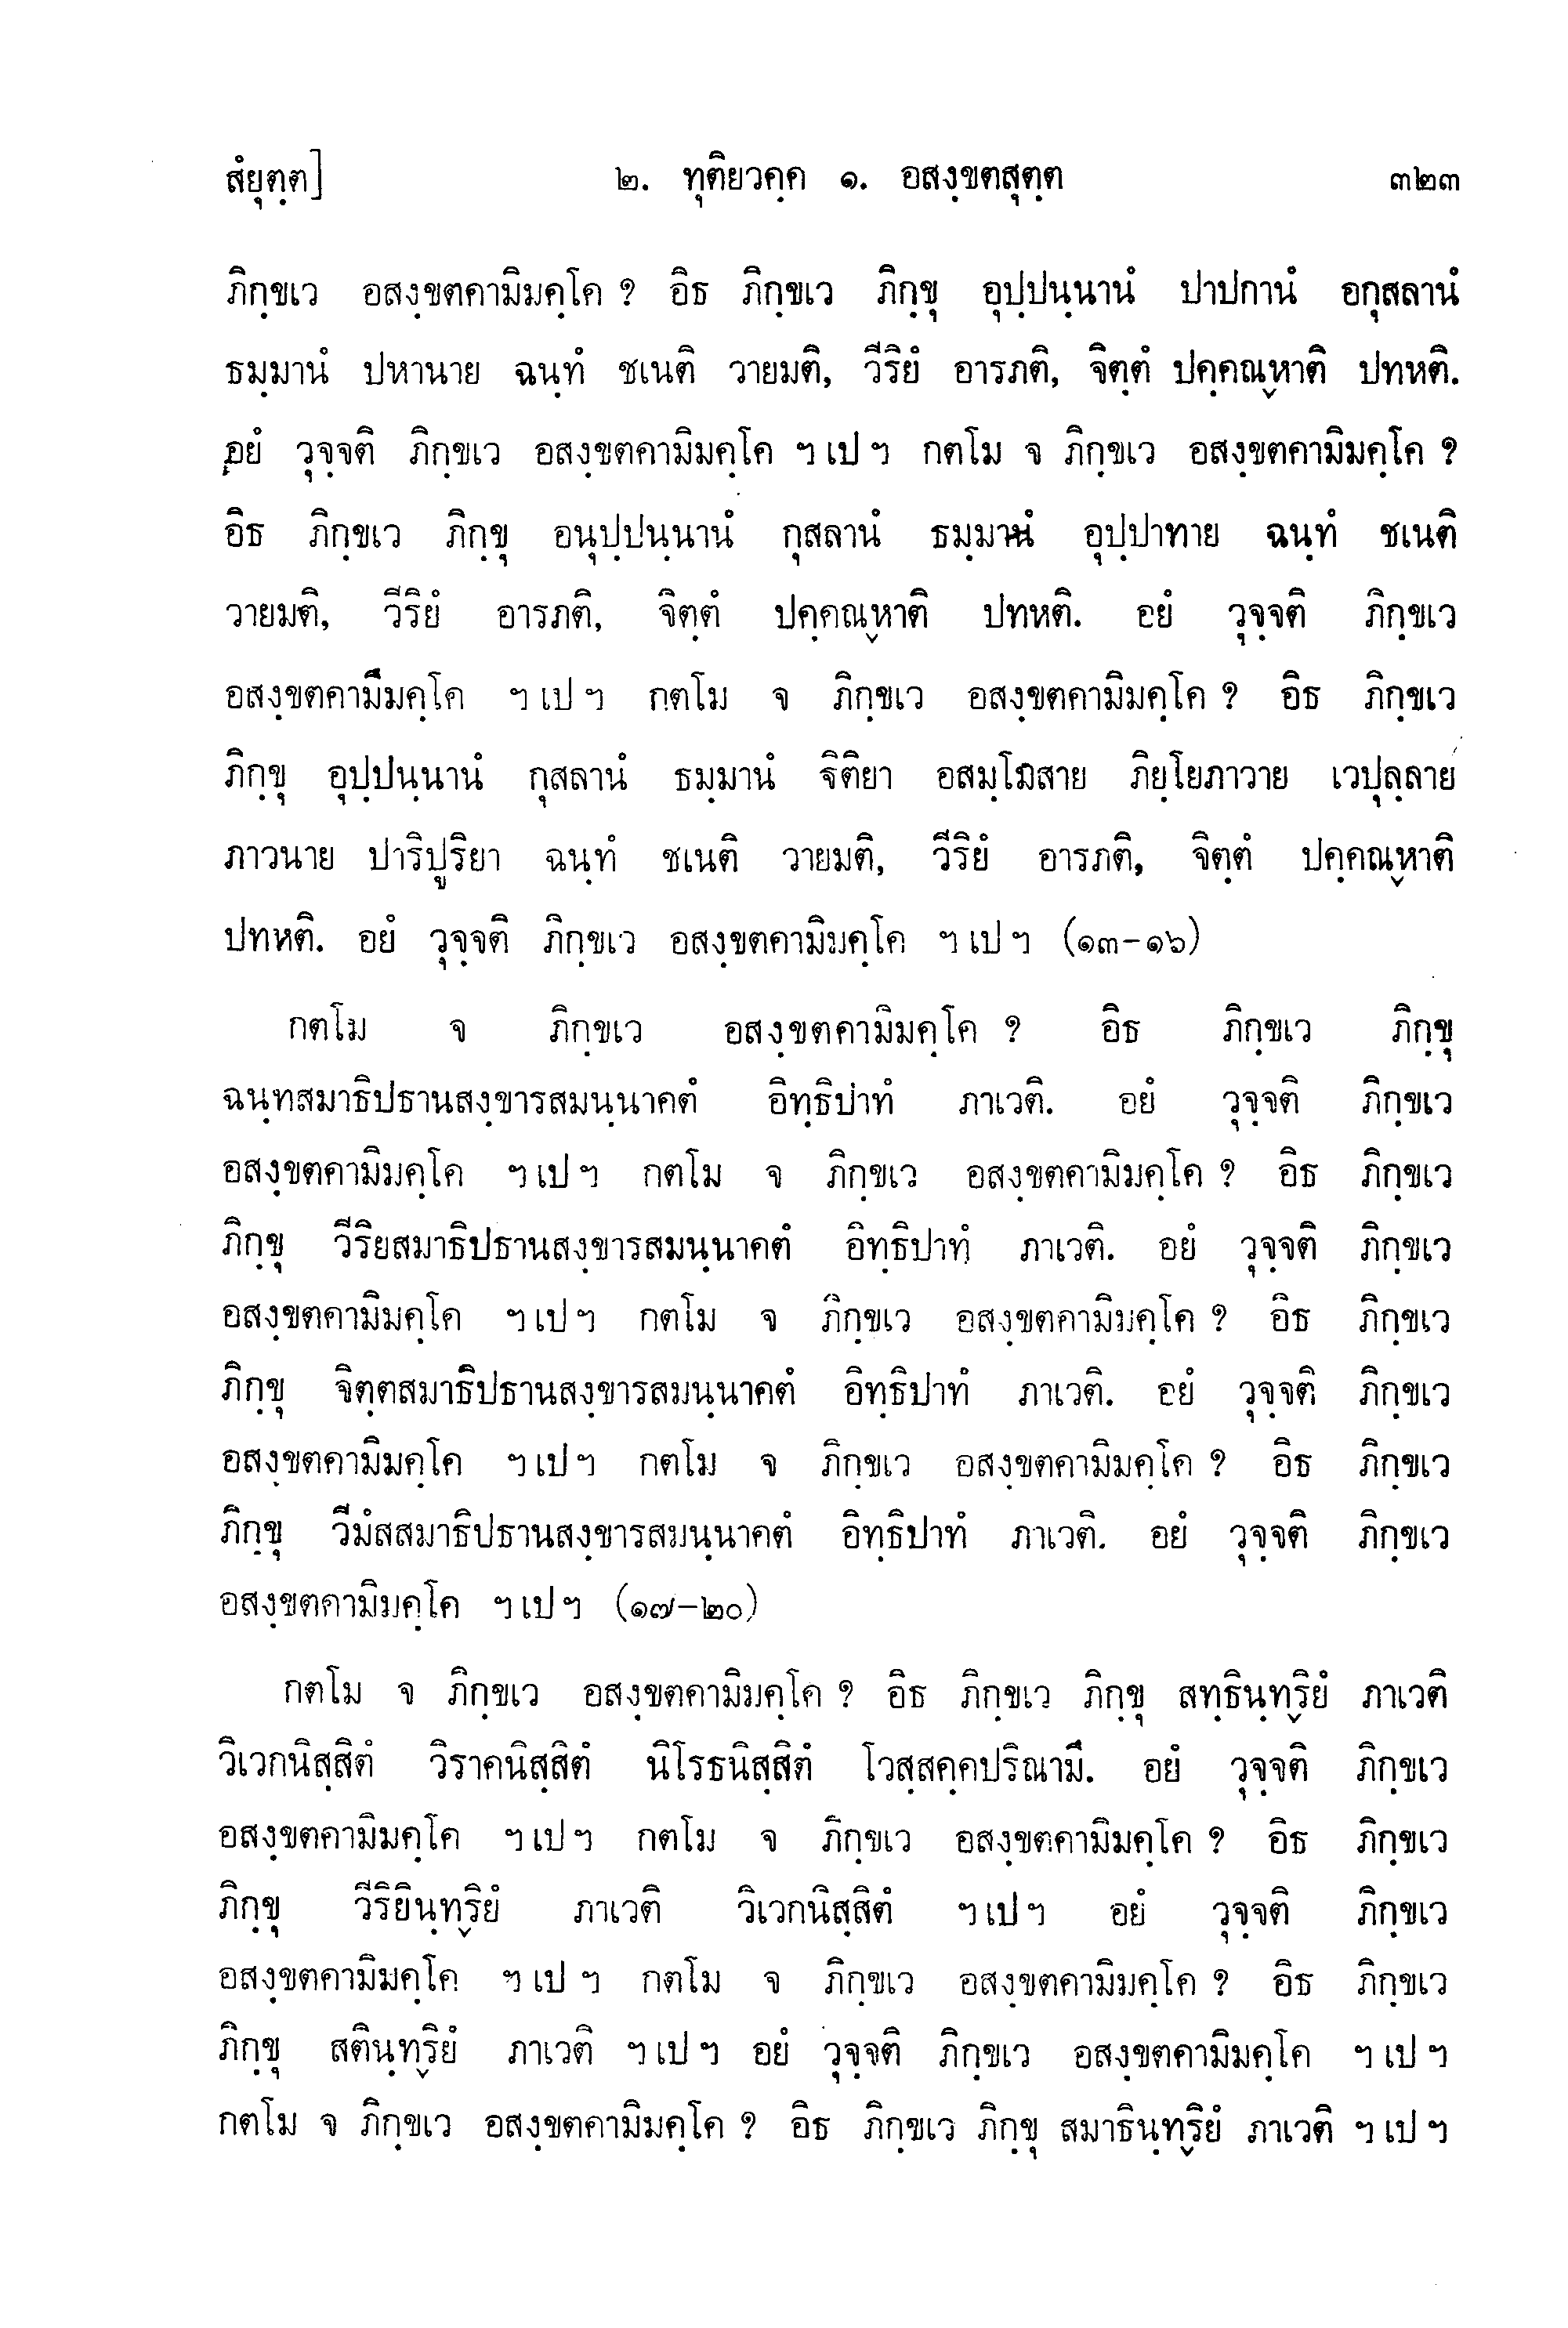 สํยุตฺต] ๒. ทุติยวคฺค ๑. อสงฺขตสุตฺต ๓๒๓
ภิกฺขเว อสงฺขตคามิมคฺโค ? อิธ ภิกฺขเว ภิกฺขุ อุปฺปนฺนานํ ปาปกานํ อกุสลานํ
ธมฺมานํ ปหานาย ฉนฺทํ ชเนติ วายมติ, วีริยํ อารภติ, จิตฺตํ ปคฺคณฺหาติ ปทหติ.
อยํ วุจฺจติ ภิกฺขเว อสงฺขตคามิมคฺโค ฯ เป ฯ กตโม จ ภิกฺขเว อสงฺขตคามิมคฺโค ?
อิธ ภิกฺขเว ภิกฺขุ อนุปฺปนฺนานํ กุสลานํ ธมฺมานํ อุปฺปาทาย ฉนฺทํ ชเนติ
วายมติ, วีริยํ อารภติ, จิตฺตํ ปคฺคณฺหาติ ปทหติ. อยํ วุจฺจติ ภิกฺขเว
อสงฺขตคามิมคฺโค ฯ เป ฯ กตโม จ ภิกฺขเว อสงฺขตคามิมคฺโค ? อิธ ภิกฺขเว
ภิกฺขุ อุปฺปนฺนานํ กุสลานํ ธมฺมานํ ฐิติยา อสมฺโมสาย ภิยฺโยภาวาย เวปุลฺลาย
ภาวนาย ปาริปูริยา ฉนฺทํ ชเนติ วายมติ, วีริยํ อารภติ, จิตฺตํ ปคฺคณฺหาติ
ปทหติ. อยํ วุจฺจติ ภิกฺขเว อสงฺขตคามิมคฺโค ฯ เป ฯ (๑๓-๑๖)
กตโม จ ภิกฺขเว อสงฺขตคามิมคฺโค ? อิธ ภิกฺขเว ภิกฺขุ
ฉนฺทสมาธิปธานสงฺขารสมนฺนาคตํ อิทฺธิปาทํ ภาเวติ. อยํ วุจฺจติ ภิกฺขเว
อสงฺขตคามิมคฺโค ฯ เป ฯ กตโม จ ภิกฺขเว อสงฺขตคามิมคฺโค ? อิธ ภิกฺขเว
ภิกฺขุ วีริยสมาธิปธานสงฺขารสมนฺนาคตํ อิทฺธิปาทํ ภาเวติ. อยํ วุจฺจติ ภิกฺขเว
อสงฺขตคามิมคฺโค ฯ เป ฯ กตโม จ ภิกฺขเว อสงฺขตคามิมคฺโค ? อิธ ภิกฺขเว
ภิกฺขุ จิตฺตสมาธิปธานสงฺขารสมนฺนาคตํ อิทฺธิปาทํ ภาเวติ. อยํ วุจฺจติ ภิกฺขเว
อสงฺขตคามิมคฺโค ฯ เป ฯ กตโม จ ภิกฺขเว อสงฺขตคามิมคฺโค ? อิธ ภิกฺขเว
ภิกฺขุ วีมํสสมาธิปธานสงฺขารสมนฺนาคตํ อิทฺธิปาทํ ภาเวติ. อยํ วุจฺจติ ภิกฺขเว
อสงฺขตคามิมคฺโค ฯ เป ฯ (๑๗-๒๐)
กตโม จ ภิกฺขเว อสงฺขตคามิมคฺโค ? อิธ ภิกฺขเว ภิกฺขุ สทฺธินฺทฺริยํ ภาเวติ
วิเวกนิสฺสิตํ วิราคนิสฺสิตํ นิโรธนิสฺสิตํ โวสฺสคฺคปริณามึ. อยํ วุจฺจติ ภิกฺขเว
อสงฺขตคามิมคฺโค ฯ เป ฯ กตโม จ ภิกฺขเว อสงฺขตคามิมคฺโค ? อิธ ภิกฺขเว
ภิกฺขุ วีริยินฺทฺริยํ ภาเวติ วิเวกนิสฺสิตํ ฯ เป ฯ อยํ วุจฺจติ ภิกฺขเว
อสงฺขตคามิมคฺโค ฯ เป ฯ กตโม จ ภิกฺขเว อสงฺขตคามิมคฺโค ? อิธ ภิกฺขเว
ภิกฺขุ สตินฺทฺริยํ ภาเวติ ฯ เป ฯ อยํ วุจฺจติ ภิกฺขเว อสงฺขตคามิมคฺโค ฯ เป ฯ
กตโม จ ภิกฺขเว อสงฺขตคามิมคฺโค ? อิธ ภิกฺขเว ภิกฺขุ สมาธินฺทฺริยํ ภาเวติ ฯ เป ฯ